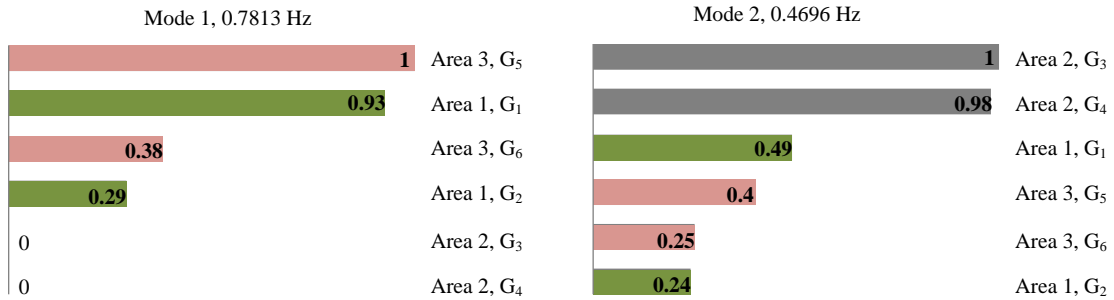 Mode 1, 0.7813 Hz
1 Area 3, G₅
0.93 Area 1, G₁
0.38 Area 3, G₆
0.29 Area 1, G₂
0 Area 2, G₃
0 Area 2, G₄
Mode 2, 0.4696 Hz
1 Area 2, G₃
0.98 Area 2, G₄
0.49 Area 1, G₁
0.4 Area 3, G₅
0.25 Area 3, G₆
0.24 Area 1, G₂